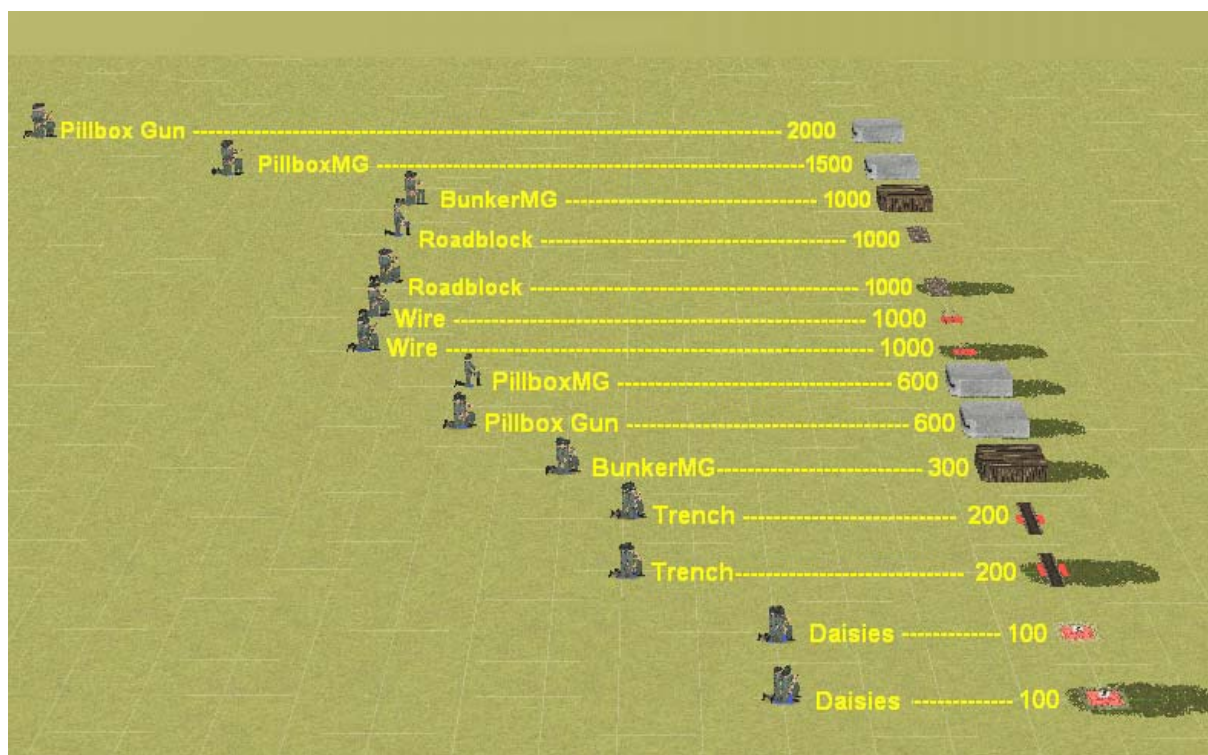 Pillbox Gun ---------------------------------------------------------------------- 2000
PillboxMG ---------------------------------------------------- 1500
BunkerMG ------------------------------- 1000
Roadblock ------------------------------------- 1000
Roadblock --------------------------------------- 1000
Wire ------------------------------------------------- 1000
Wire --------------------------------------------------- 1000
PillboxMG --------------------------------- 600
Pillbox Gun --------------------------------- 600
BunkerMG---------------------------- 300
Trench --------------------------- 200
Trench--------------------------- 200
Daisies ------------- 100
Daisies ------------- 100